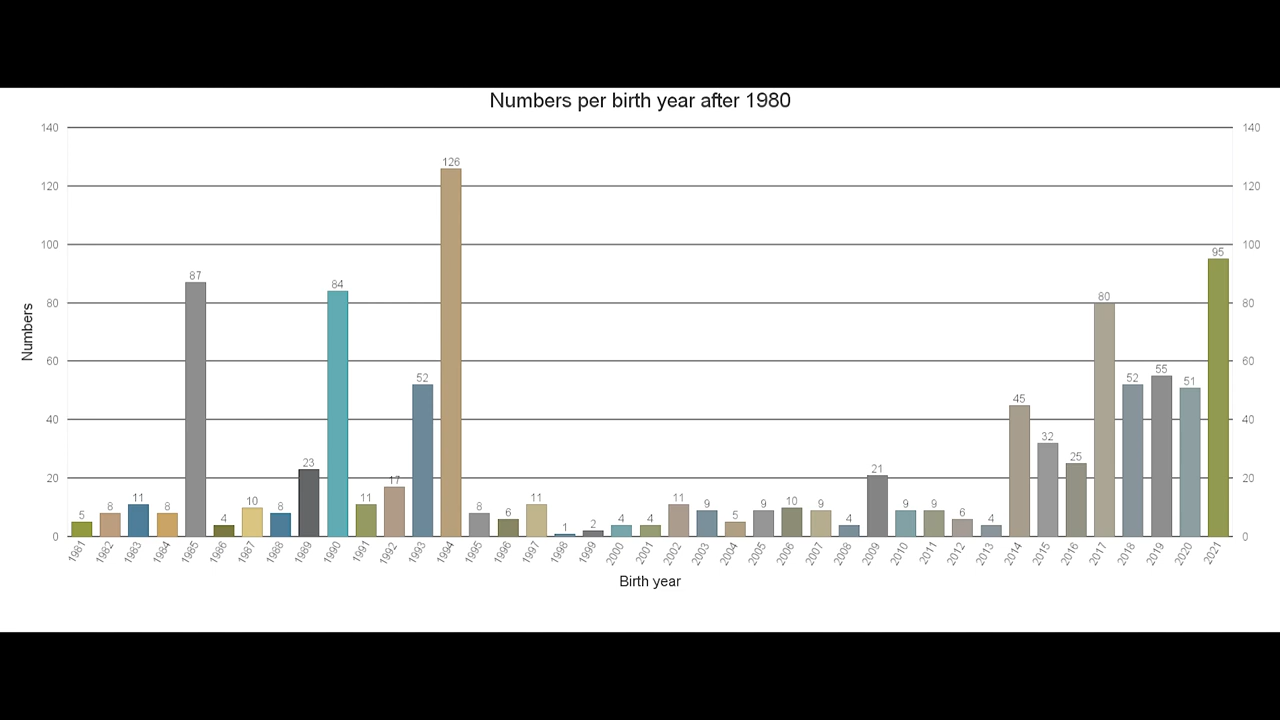 Numbers per birth year after 1980
140 140
120 120
100 100
80 80
60 60
40 40
20 20
0 0
Numbers
5 8 11 8 87 4 10 8 23 84 11 17 52 126 8 6 11 1 2 4 4 11 9 5 9 10 9 4 21 9 9 6 4 45 32 25 80 52 55 51 95
1981 1982 1983 1984 1985 1986 1987 1988 1989 1990 1991 1992 1993 1994 1995 1996 1997 1998 1999 2000 2001 2002 2003 2004 2005 2006 2007 2008 2009 2010 2011 2012 2013 2014 2015 2016 2017 2018 2019 2020 2021
Birth year